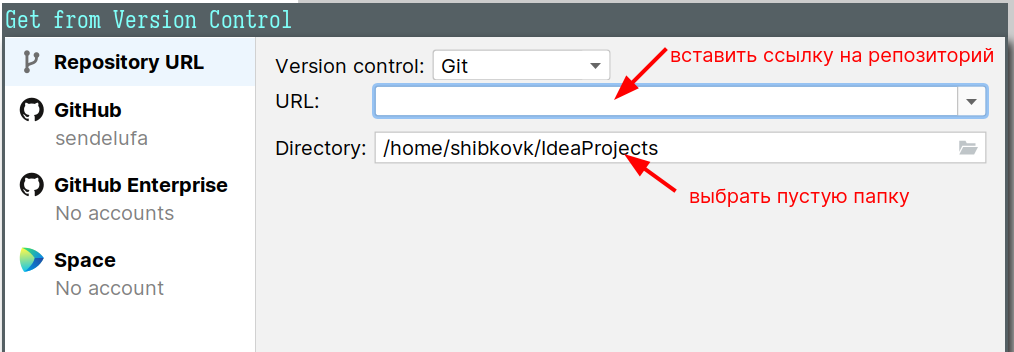 Get from Version Control
Repository URL
GitHub
sendelufa
GitHub Enterprise
No accounts
Space
No account
Version control: Git
вставить ссылку на репозиторий
URL:
Directory: /home/shibkovk/IdeaProjects
выбрать пустую папку